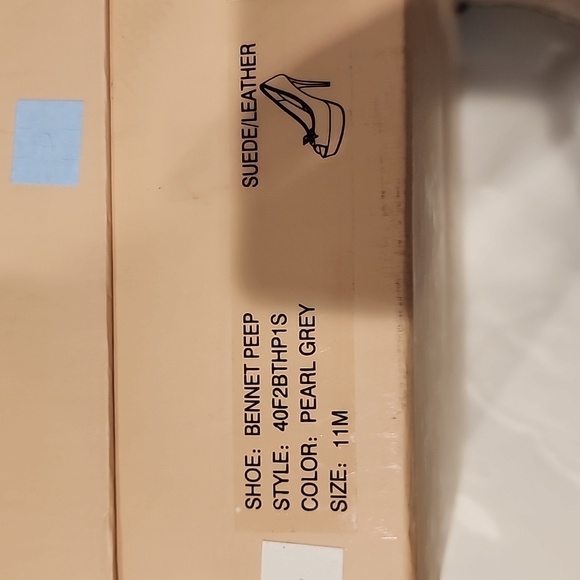 SHOE: BENNET PEEP
STYLE: 40F2BTHP1S
COLOR: PEARL GREY
SIZE: 11M
SUEDE/LEATHER